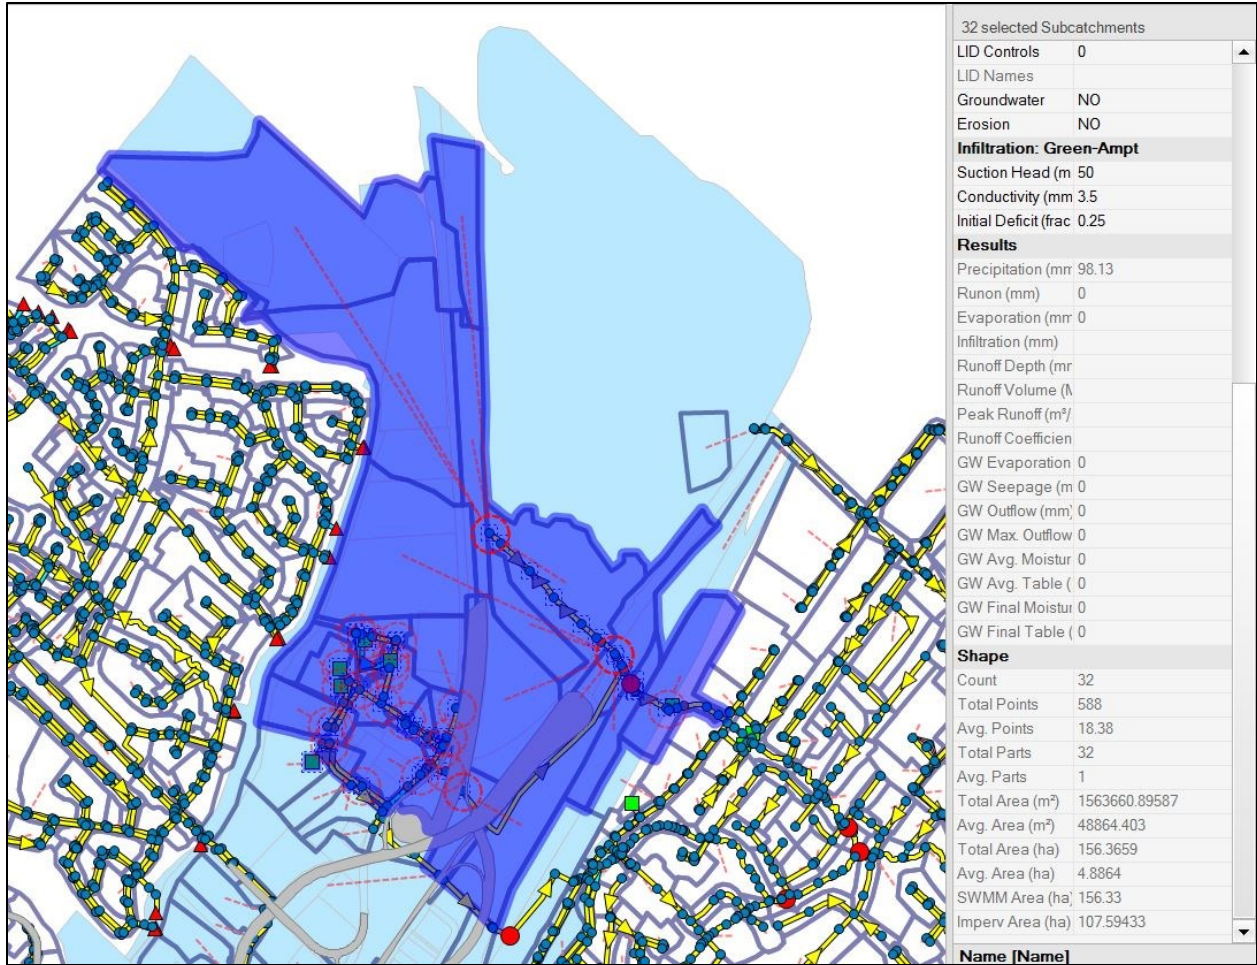 32 selected Subcatchments
LID Controls 0
LID Names
Groundwater NO
Erosion NO
Infiltration: Green-Ampt
Suction Head (m 50
Conductivity (mm 3.5
Initial Deficit (frac 0.25
Results
Precipitation (mm 98.13
Runon (mm) 0
Evaporation (mm 0
Infiltration (mm)
Runoff Depth (mr
Runoff Volume (M
Peak Runoff (m³/
Runoff Coefficien
GW Evaporation 0
GW Seepage (m 0
GW Outflow (mm) 0
GW Max. Outflow 0
GW Avg. Moistur 0
GW Avg. Table ( 0
GW Final Moistur 0
GW Final Table ( 0
Shape
Count 32
Total Points 588
Avg. Points 18.38
Total Parts 32
Avg. Parts 1
Total Area (m²) 1563660.89587
Avg. Area (m²) 48864.403
Total Area (ha) 156.3659
Avg. Area (ha) 4.8864
SWMM Area (ha) 156.33
Imperv Area (ha) 107.59433
Name [Name]